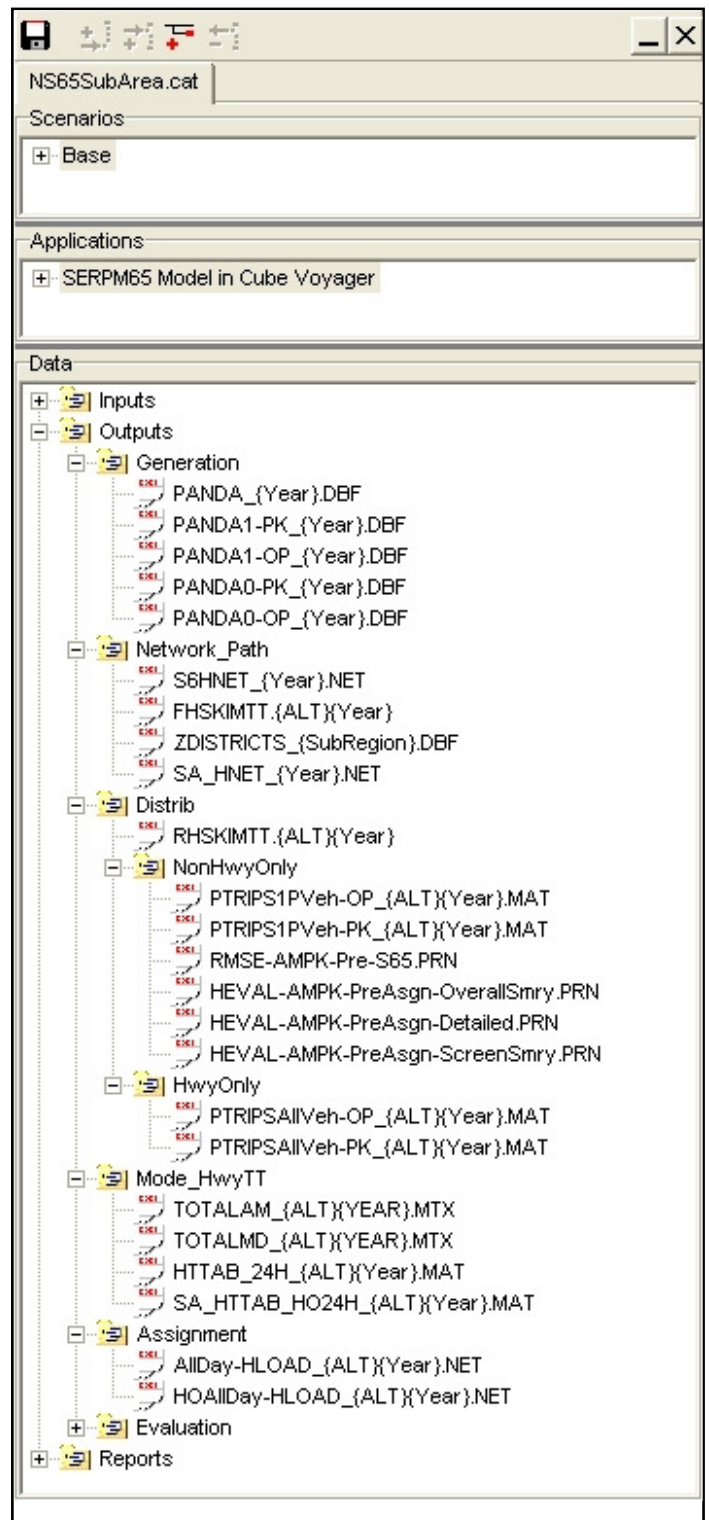 NS65SubArea.cat
Scenarios
Base
Applications
SERPM65 Model in Cube Voyager
Data
Inputs
Outputs
Generation
PANDA_{Year}.DBF
PANDA1-PK_{Year}.DBF
PANDA1-OP_{Year}.DBF
PANDA0-PK_{Year}.DBF
PANDA0-OP_{Year}.DBF
Network_Path
S6HNET_{Year}.NET
FHSKIMTT.{ALT}{Year}
ZDISTRICTS_{SubRegion}.DBF
SA_HNET_{Year}.NET
Distrib
RHSKIMTT.{ALT}{Year}
NonHwyOnly
PTRIPS1PVeh-OP_{ALT}{Year}.MAT
PTRIPS1PVeh-PK_{ALT}{Year}.MAT
RMSE-AMPK-Pre-S65.PRN
HEVAL-AMPK-PreAsgn-OverallSmry.PRN
HEVAL-AMPK-PreAsgn-Detailed.PRN
HEVAL-AMPK-PreAsgn-ScreenSmry.PRN
HwyOnly
PTRIPSAllVeh-OP_{ALT}{Year}.MAT
PTRIPSAllVeh-PK_{ALT}{Year}.MAT
Mode_HwyTT
TOTALAM_{ALT}{YEAR}.MTX
TOTALMD_{ALT}{YEAR}.MTX
HTTAB_24H_{ALT}{Year}.MAT
SA_HTTAB_HO24H_{ALT}{Year}.MAT
Assignment
AllDay-HLOAD_{ALT}{Year}.NET
HOAllDay-HLOAD_{ALT}{Year}.NET
Evaluation
Reports